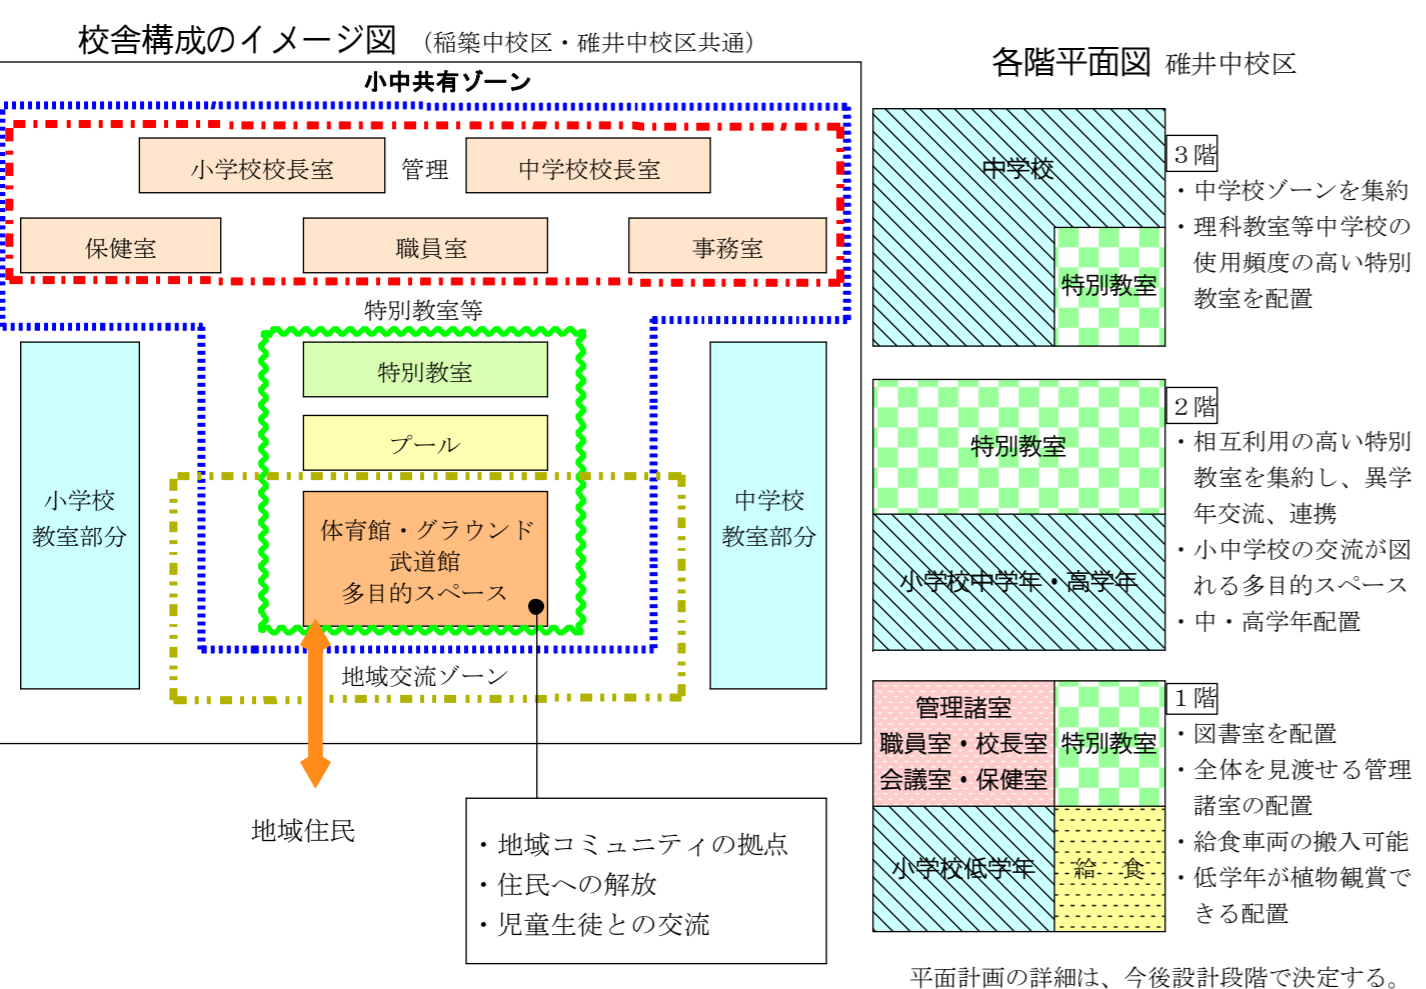 校舎構成のイメージ図 （稲築中校区・碓井中校区共通）
小中共有ゾーン
小学校校長室
管理
中学校校長室
保健室
職員室
事務室
特別教室等
特別教室
プール
体育館・グラウンド
武道館
多目的スペース
小学校
教室部分
中学校
教室部分
地域交流ゾーン
地域住民
・地域コミュニティの拠点
・住民への解放
・児童生徒との交流
各階平面図 碓井中校区
中学校
特別教室
３階
・中学校ゾーンを集約
・理科教室等中学校の
使用頻度の高い特別
教室を配置
特別教室
小学校中学年・高学年
２階
・相互利用の高い特別
教室を集約し、異学
年交流、連携
・小中学校の交流が図
れる多目的スペース
・中・高学年配置
管理諸室
職員室・校長室
会議室・保健室
特別教室
小学校低学年
給　食
１階
・図書室を配置
・全体を見渡せる管理
諸室の配置
・給食車両の搬入可能
・低学年が植物観賞で
きる配置
平面計画の詳細は、今後設計段階で決定する。